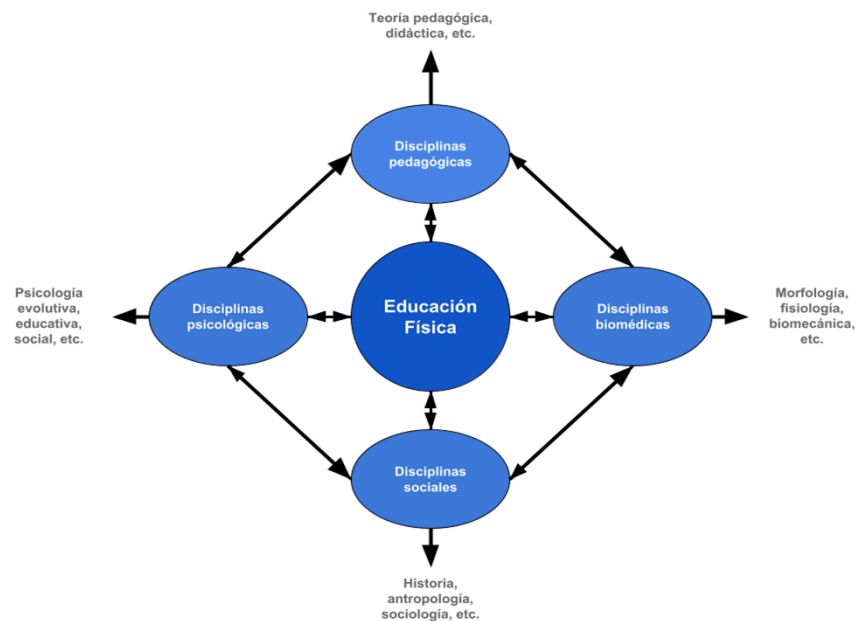 Teoría pedagógica,
didáctica, etc.
Disciplinas
pedagógicas
Psicología
evolutiva,
educativa,
social, etc.
Disciplinas
psicológicas
Educación
Física
Disciplinas
biomédicas
Morfología,
fisiología,
biomecánica,
etc.
Disciplinas
sociales
Historia,
antropología,
sociología, etc.